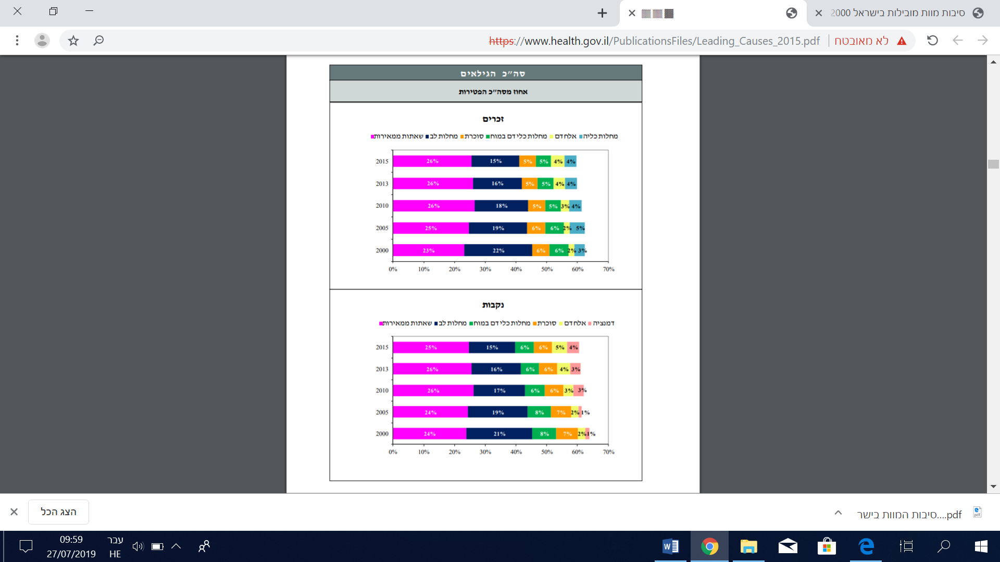 סיבות מוות מובילות בישראל 2000
לא מאובטח
https://www.health.gov.il/PublicationsFiles/Leading_Causes_2015.pdf
סה"כ הגילאים
אחוז מסה"כ הפטירות
זכרים
שאתות ממאירות מחלות לב סוכרת מחלות כלי דם במוח אלח דם מחלות כליה
2015 26% 15% 5% 5% 4% 4%
2013 26% 16% 5% 5% 4% 4%
2010 26% 18% 5% 5% 3% 4%
2005 25% 19% 6% 6% 2% 5%
2000 23% 22% 6% 6% 2% 3%
0% 10% 20% 30% 40% 50% 60% 70%
נקבות
שאתות ממאירות מחלות לב מחלות כלי דם במוח סוכרת אלח דם דמנציה
2015 25% 15% 6% 6% 5% 4%
2013 26% 16% 6% 6% 4% 3%
2010 26% 17% 6% 6% 3% 3%
2005 24% 19% 8% 7% 2% 1%
2000 24% 21% 8% 7% 2% 1%
0% 10% 20% 30% 40% 50% 60% 70%
סיבות המוות בישר....pdf
הצג הכל
עבר
HE
09:59
27/07/2019